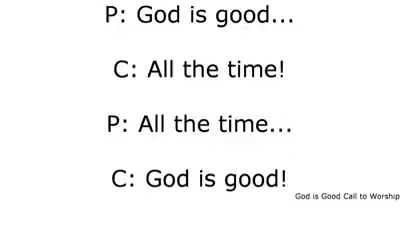 P: God is good...
C: All the time!
P: All the time...
C: God is good!
God is Good Call to Worship